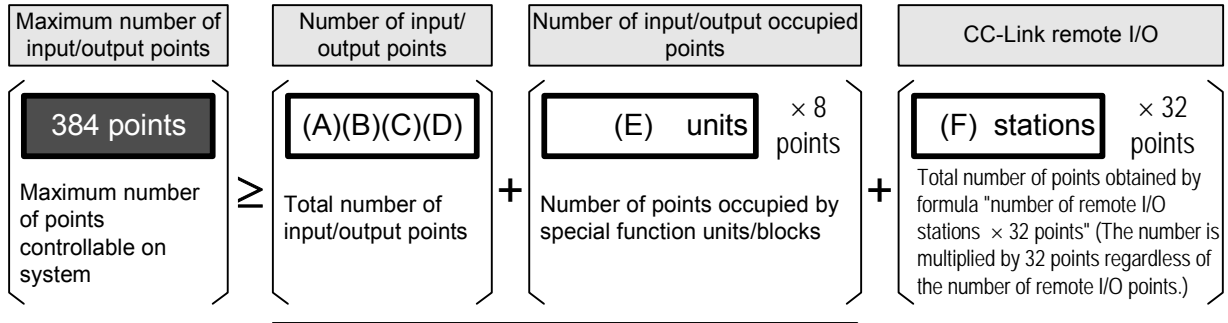 Maximum number of
input/output points
Number of input/
output points
Number of input/output occupied
points
CC-Link remote I/O
384 points
Maximum number
of points
controllable on
system
≥
(A)(B)(C)(D)
Total number of
input/output points
+
(E) units
× 8
points
Number of points occupied by
special function units/blocks
+
(F) stations
× 32
points
Total number of points obtained by
formula "number of remote I/O
stations × 32 points" (The number is
multiplied by 32 points regardless of
the number of remote I/O points.)